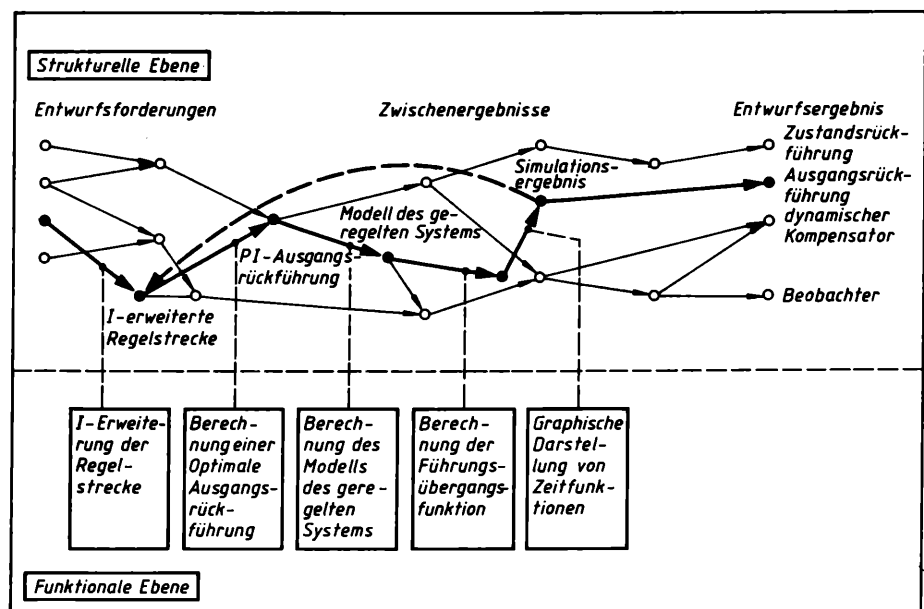 Strukturelle Ebene
Entwurfsforderungen
Zwischenergebnisse
Entwurfsergebnis
Zustandsrück-
führung
Ausgangsrück-
führung
dynamischer
Kompensator
Beobachter
Simulations-
ergebnis
Modell des ge-
regelten Systems
PI-Ausgangs-
rückführung
I-erweiterte
Regelstrecke
I-Erweite-
rung der
Regel-
strecke
Berech-
nung einer
Optimale
Ausgangs-
rück-
führung
Berech-
nung des
Modells
des gere-
gelten
Systems
Berech-
nung der
Führungs-
übergangs-
funktion
Graphische
Darstel-
lung von
Zeitfunk-
tionen
Funktionale Ebene